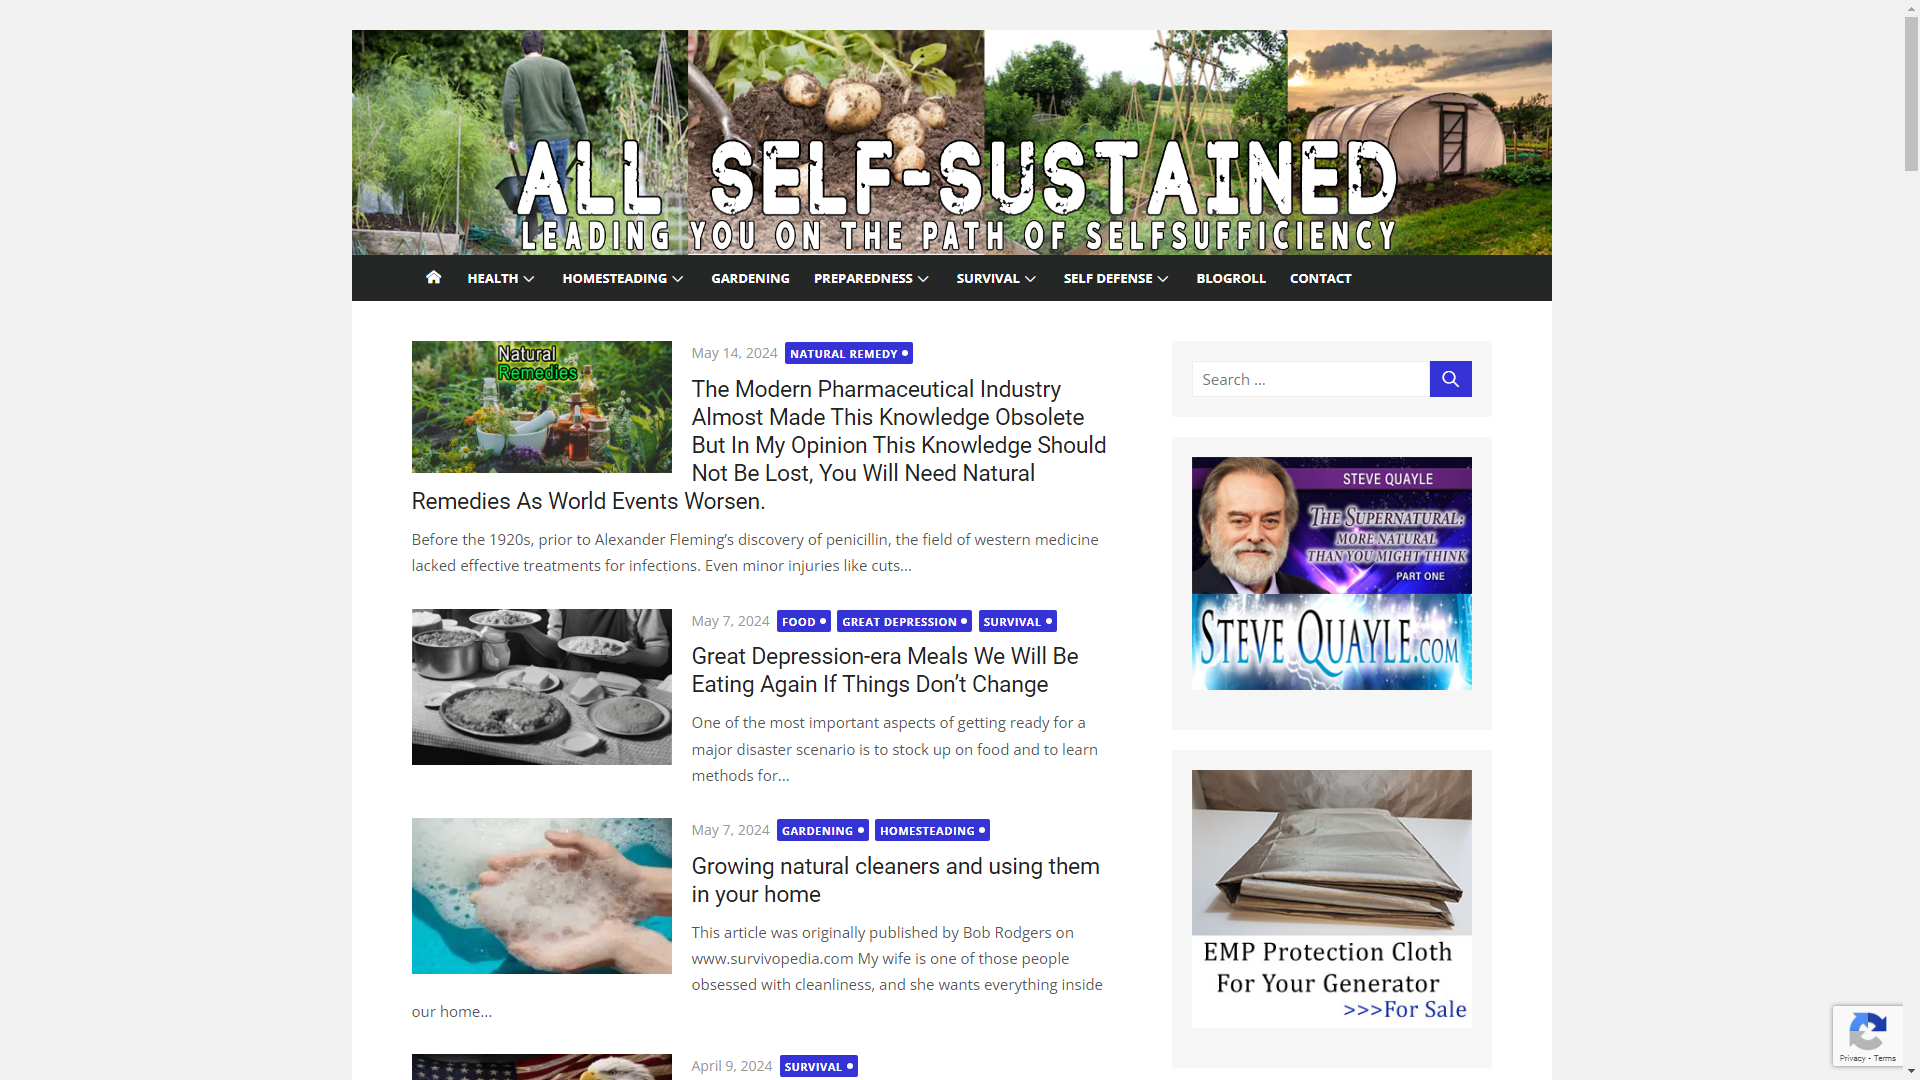 ALL SELF-SUSTAINED
LEADING YOU ON THE PATH OF SELFSUFFICIENCY
HEALTH HOMESTEADING GARDENING PREPAREDNESS SURVIVAL SELF DEFENSE BLOGROLL CONTACT
Natural
Remedies
May 14, 2024 NATURAL REMEDY
The Modern Pharmaceutical Industry
Almost Made This Knowledge Obsolete
But In My Opinion This Knowledge Should
Not Be Lost, You Will Need Natural
Remedies As World Events Worsen.
Before the 1920s, prior to Alexander Fleming’s discovery of penicillin, the field of western medicine
lacked effective treatments for infections. Even minor injuries like cuts...
May 7, 2024 FOOD GREAT DEPRESSION SURVIVAL
Great Depression-era Meals We Will Be
Eating Again If Things Don’t Change
One of the most important aspects of getting ready for a
major disaster scenario is to stock up on food and to learn
methods for...
May 7, 2024 GARDENING HOMESTEADING
Growing natural cleaners and using them
in your home
This article was originally published by Bob Rodgers on
www.survivopedia.com My wife is one of those people
obsessed with cleanliness, and she wants everything inside
our home...
April 9, 2024 SURVIVAL
Search ...
STEVE QUAYLE
THE SUPERNATURAL:
MORE NATURAL
THAN YOU MIGHT THINK
PART ONE
STEVE QUAYLE.COM
EMP Protection Cloth
For Your Generator
>>>For Sale
Privacy - Terms